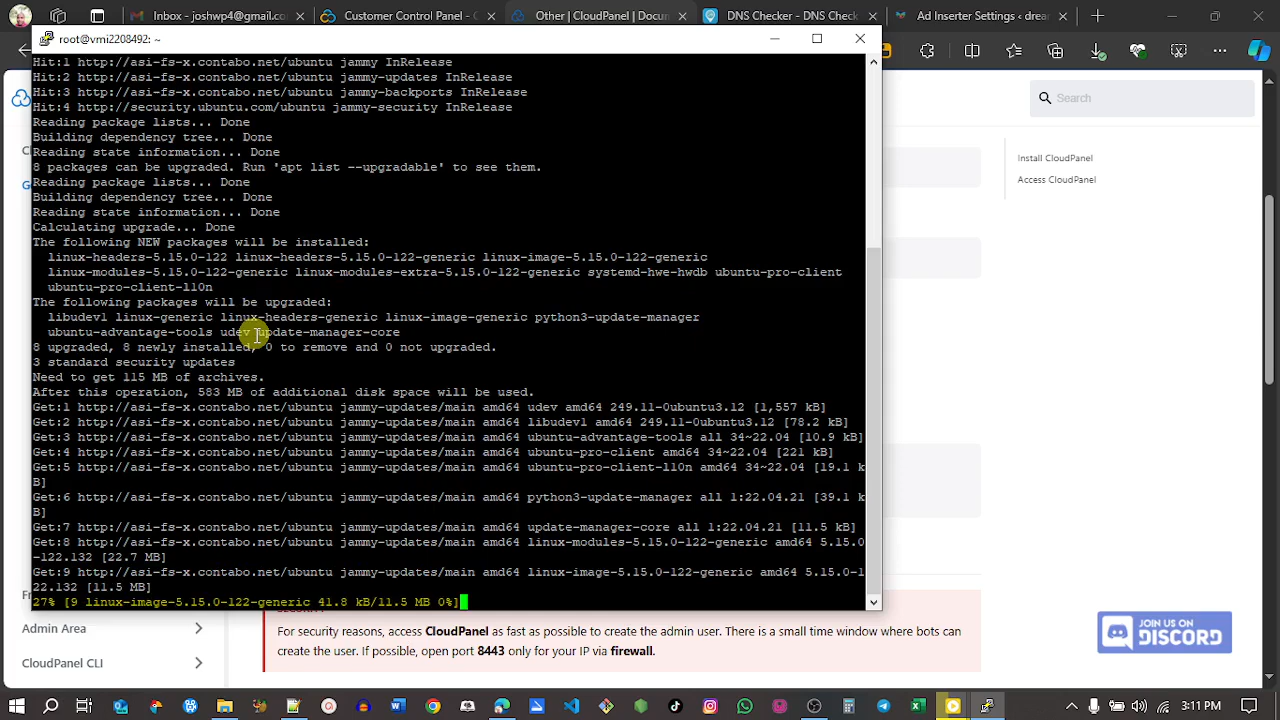 Inbox - joshwp4@gmail.co
Customer Control Panel -
Other | CloudPanel | Docum
DNS Checker - DNS Check
Ad Inserter Settings ‹ drea
root@vmi2208492: ~
Search
Hit:1 http://asi-fs-x.contabo.net/ubuntu jammy InRelease
Hit:2 http://asi-fs-x.contabo.net/ubuntu jammy-updates InRelease
Hit:3 http://asi-fs-x.contabo.net/ubuntu jammy-backports InRelease
Hit:4 http://security.ubuntu.com/ubuntu jammy-security InRelease
Reading package lists... Done
Building dependency tree... Done
Reading state information... Done
8 packages can be upgraded. Run 'apt list --upgradable' to see them.
Reading package lists... Done
Building dependency tree... Done
Reading state information... Done
Calculating upgrade... Done
The following NEW packages will be installed:
linux-headers-5.15.0-122 linux-headers-5.15.0-122-generic linux-image-5.15.0-122-generic
linux-modules-5.15.0-122-generic linux-modules-extra-5.15.0-122-generic systemd-hwe-hwdb ubuntu-pro-client
ubuntu-pro-client-l10n
The following packages will be upgraded:
libudev1 linux-generic linux-headers-generic linux-image-generic python3-update-manager
ubuntu-advantage-tools udev update-manager-core
8 upgraded, 8 newly installed, 0 to remove and 0 not upgraded.
3 standard security updates
Need to get 115 MB of archives.
After this operation, 583 MB of additional disk space will be used.
Get:1 http://asi-fs-x.contabo.net/ubuntu jammy-updates/main amd64 udev amd64 249.11-0ubuntu3.12 [1,557 kB]
Get:2 http://asi-fs-x.contabo.net/ubuntu jammy-updates/main amd64 libudev1 amd64 249.11-0ubuntu3.12 [78.2 kB]
Get:3 http://asi-fs-x.contabo.net/ubuntu jammy-updates/main amd64 ubuntu-advantage-tools all 34~22.04 [10.9 kB]
Get:4 http://asi-fs-x.contabo.net/ubuntu jammy-updates/main amd64 ubuntu-pro-client amd64 34~22.04 [221 kB]
Get:5 http://asi-fs-x.contabo.net/ubuntu jammy-updates/main amd64 ubuntu-pro-client-l10n amd64 34~22.04 [19.1 k
B]
Get:6 http://asi-fs-x.contabo.net/ubuntu jammy-updates/main amd64 python3-update-manager all 1:22.04.21 [39.1 k
B]
Get:7 http://asi-fs-x.contabo.net/ubuntu jammy-updates/main amd64 update-manager-core all 1:22.04.21 [11.5 kB]
Get:8 http://asi-fs-x.contabo.net/ubuntu jammy-updates/main amd64 linux-modules-5.15.0-122-generic amd64 5.15.0
-122.132 [22.7 MB]
Get:9 http://asi-fs-x.contabo.net/ubuntu jammy-updates/main amd64 linux-image-5.15.0-122-generic amd64 5.15.0-1
22.132 [11.5 MB]
27% [9 linux-image-5.15.0-122-generic 41.8 kB/11.5 MB 0%]
Install CloudPanel
Access CloudPanel
Admin Area
CloudPanel CLI
For security reasons, access CloudPanel as fast as possible to create the admin user. There is a small time window where bots can
create the user. If possible, open port 8443 only for your IP via firewall.
JOIN US ON
DISCORD
3:11 PM